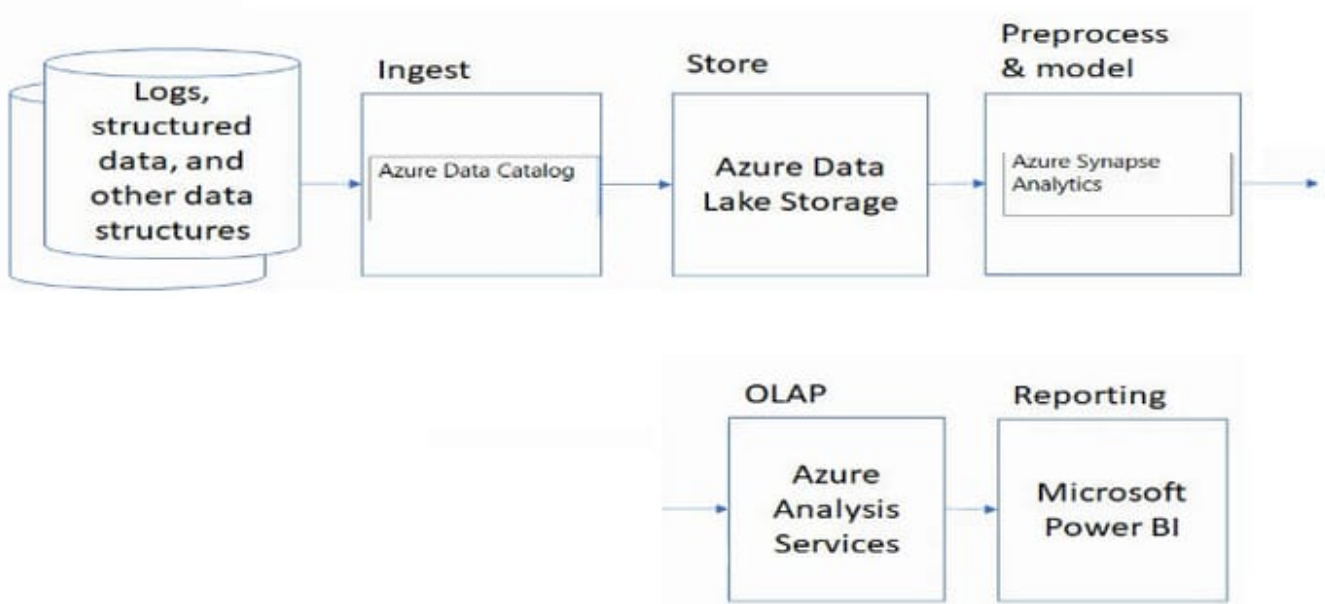 Logs,
structured
data, and
other data
structures
Ingest
Azure Data Catalog
Store
Azure Data
Lake Storage
Preprocess
& model
Azure Synapse
Analytics
OLAP
Azure
Analysis
Services
Reporting
Microsoft
Power BI